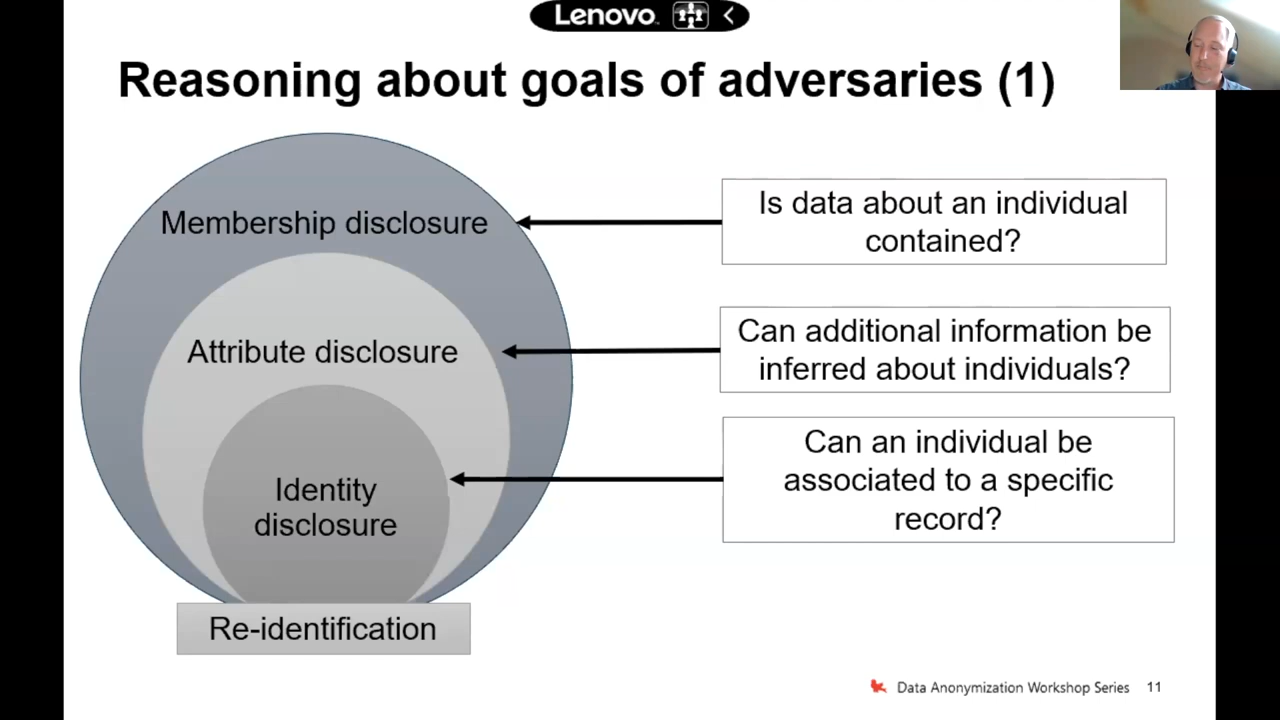 Lenovo
Reasoning about goals of adversaries (1)
Membership disclosure
Is data about an individual
contained?
Attribute disclosure
Can additional information be
inferred about individuals?
Identity
disclosure
Can an individual be
associated to a specific
record?
Re-identification
Data Anonymization Workshop Series 11